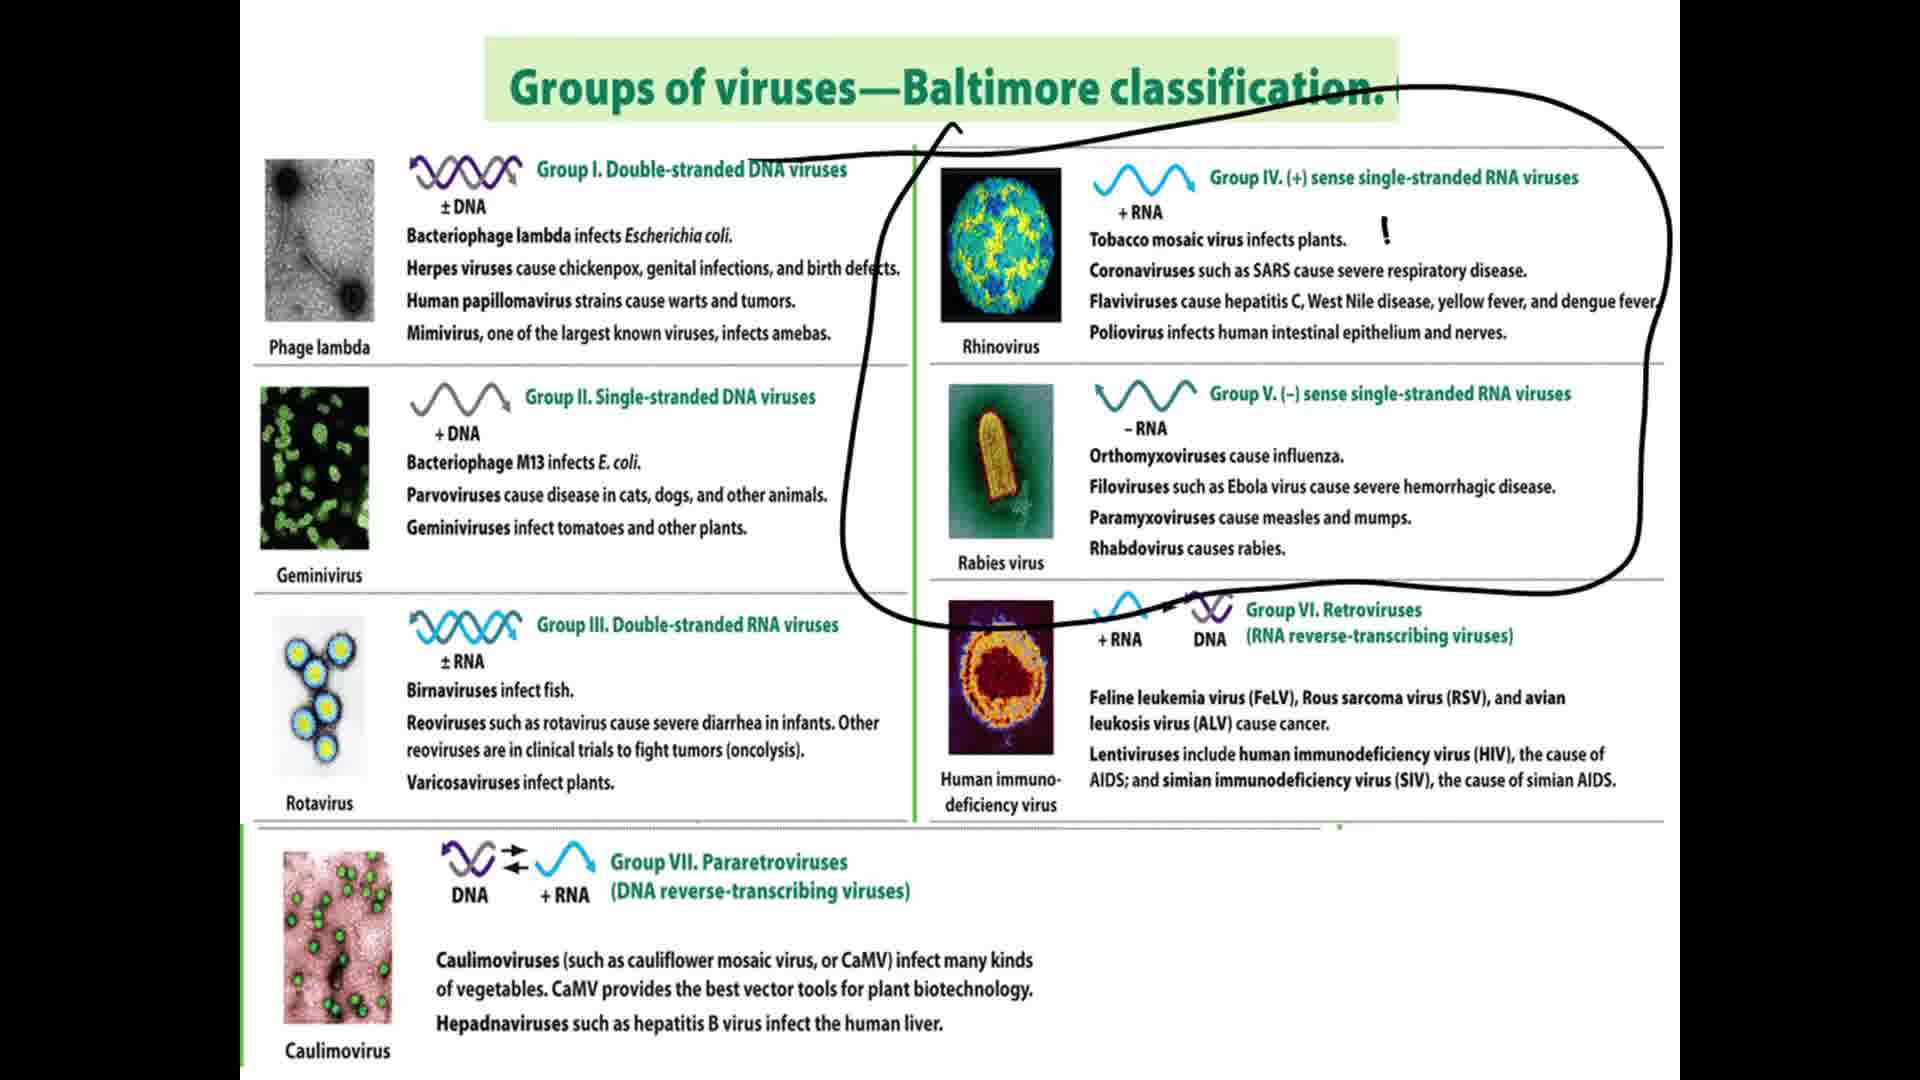 Groups of viruses—Baltimore classification.
Group I. Double-stranded DNA viruses
± DNA
Bacteriophage lambda infects Escherichia coli.
Herpes viruses cause chickenpox, genital infections, and birth defects.
Human papillomavirus strains cause warts and tumors.
Mimivirus, one of the largest known viruses, infects amebas.
Phage lambda
Group II. Single-stranded DNA viruses
+ DNA
Bacteriophage M13 infects E. coli.
Parvoviruses cause disease in cats, dogs, and other animals.
Geminiviruses infect tomatoes and other plants.
Geminivirus
Group III. Double-stranded RNA viruses
± RNA
Birnaviruses infect fish.
Reoviruses such as rotavirus cause severe diarrhea in infants. Other
reoviruses are in clinical trials to fight tumors (oncolysis).
Varicosaviruses infect plants.
Rotavirus
Group IV. (+) sense single-stranded RNA viruses
+ RNA
Tobacco mosaic virus infects plants.
!
Coronaviruses such as SARS cause severe respiratory disease.
Flaviviruses cause hepatitis C, West Nile disease, yellow fever, and dengue fever.
Poliovirus infects human intestinal epithelium and nerves.
Rhinovirus
Group V. (–) sense single-stranded RNA viruses
– RNA
Orthomyxoviruses cause influenza.
Filoviruses such as Ebola virus cause severe hemorrhagic disease.
Paramyxoviruses cause measles and mumps.
Rhabdovirus causes rabies.
Rabies virus
Group VI. Retroviruses
(RNA reverse-transcribing viruses)
+ RNA DNA
Feline leukemia virus (FeLV), Rous sarcoma virus (RSV), and avian
leukosis virus (ALV) cause cancer.
Lentiviruses include human immunodeficiency virus (HIV), the cause of
AIDS; and simian immunodeficiency virus (SIV), the cause of simian AIDS.
Human immuno-
deficiency virus
Group VII. Pararetroviruses
(DNA reverse-transcribing viruses)
DNA + RNA
Caulimoviruses (such as cauliflower mosaic virus, or CaMV) infect many kinds
of vegetables. CaMV provides the best vector tools for plant biotechnology.
Hepadnaviruses such as hepatitis B virus infect the human liver.
Caulimovirus